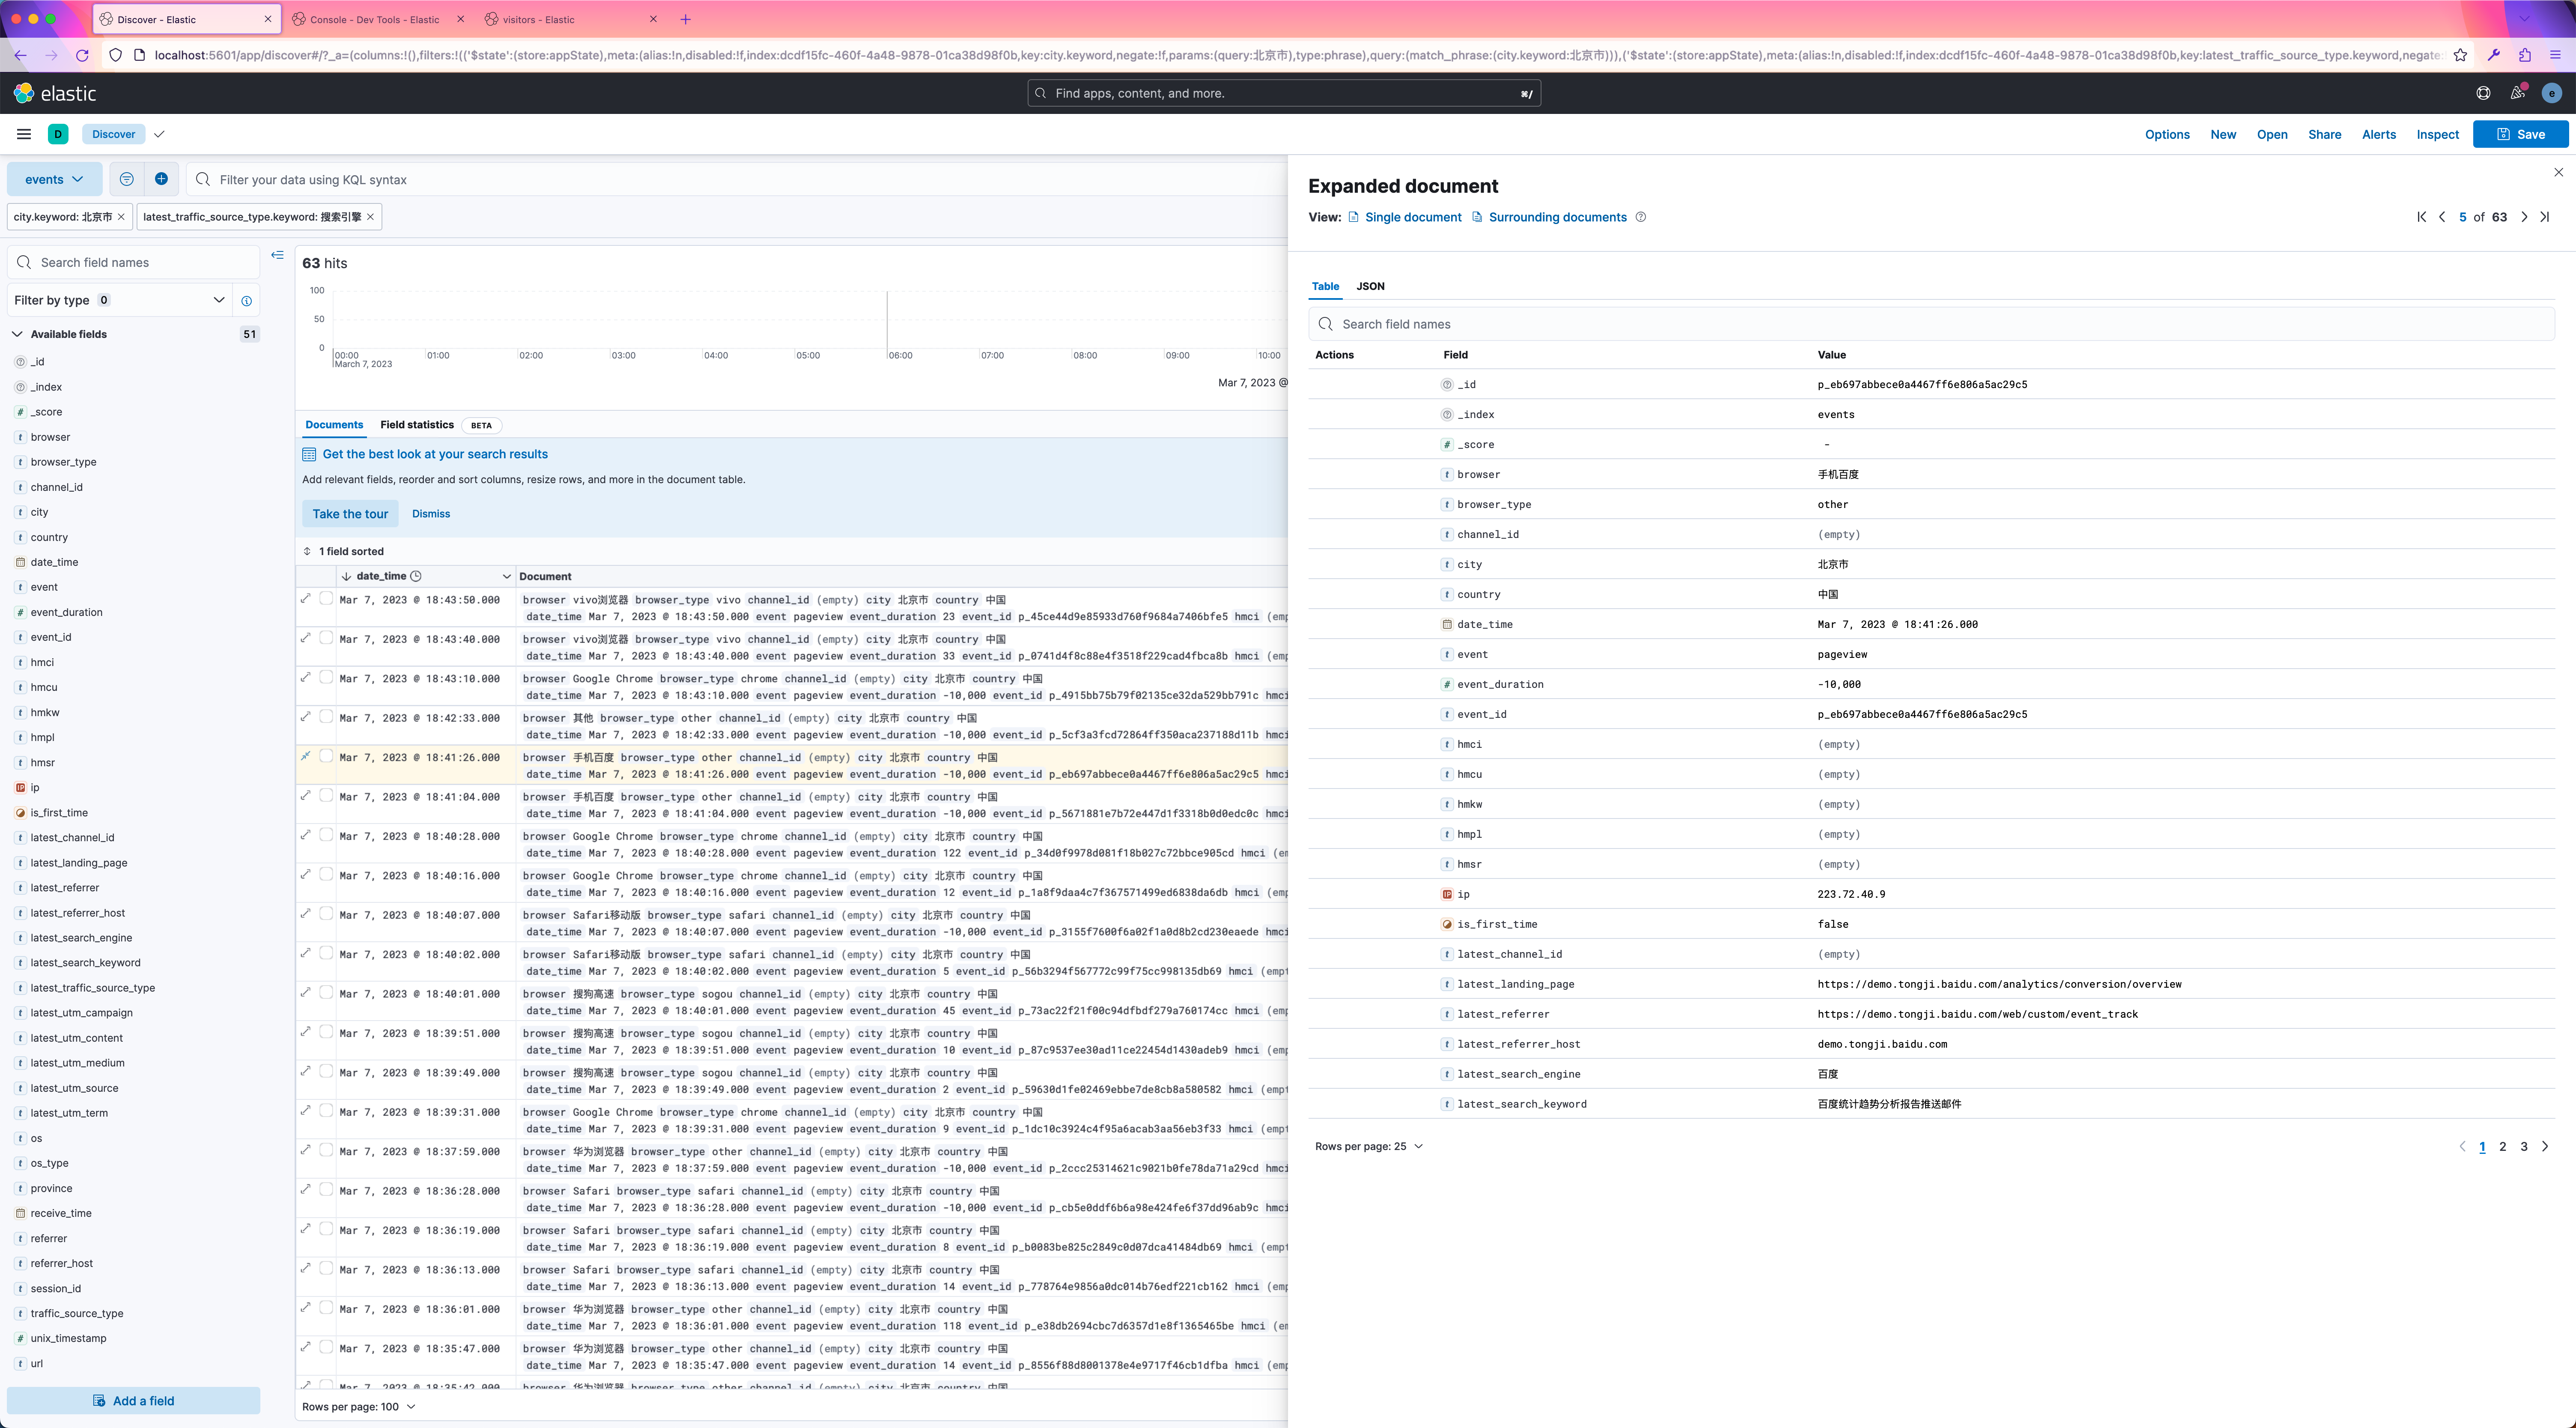 Discover - Elastic
Console - Dev Tools - Elastic
visitors - Elastic
localhost:5601/app/discover#/?_a=(columns:!(),filters:!(('$state':(store:appState),meta:(alias:!n,disabled:!f,index:dcdf15fc-460f-4a48-9878-01ca38d98f0b,key:city.keyword,negate:!f,params:(query:北京市),type:phrase),query:(match_phrase:(city.keyword:北京市))),('$state':(store:appState),meta:(alias:!n,disabled:!f,index:dcdf15fc-460f-4a48-9878-01ca38d98f0b,key:latest_traffic_source_type.keyword,negate:
elastic
Find apps, content, and more.
⌘/
e
D
Discover
Options
New
Open
Share
Alerts
Inspect
Save
events
Filter your data using KQL syntax
city.keyword: 北京市
latest_traffic_source_type.keyword: 搜索引擎
Search field names
Filter by type 0
Available fields 51
_id
_index
_score
browser
browser_type
channel_id
city
country
date_time
event
event_duration
event_id
hmci
hmcu
hmkw
hmpl
hmsr
ip
is_first_time
latest_channel_id
latest_landing_page
latest_referrer
latest_referrer_host
latest_search_engine
latest_search_keyword
latest_traffic_source_type
latest_utm_campaign
latest_utm_content
latest_utm_medium
latest_utm_source
latest_utm_term
os
os_type
province
receive_time
referrer
referrer_host
session_id
traffic_source_type
unix_timestamp
url
Add a field
63 hits
100
50
0
00:00
March 7, 2023
01:00
02:00
03:00
04:00
05:00
06:00
07:00
08:00
09:00
10:00
Mar 7, 2023 @
Documents
Field statistics
BETA
Get the best look at your search results
Add relevant fields, reorder and sort columns, resize rows, and more in the document table.
Take the tour
Dismiss
1 field sorted
date_time
Document
Mar 7, 2023 @ 18:43:50.000
browser vivo浏览器 browser_type vivo channel_id (empty) city 北京市 country 中国
date_time Mar 7, 2023 @ 18:43:50.000 event pageview event_duration 23 event_id p_45ce44d9e85933d760f9684a7406bfe5 hmci (em
Mar 7, 2023 @ 18:43:40.000
browser vivo浏览器 browser_type vivo channel_id (empty) city 北京市 country 中国
date_time Mar 7, 2023 @ 18:43:40.000 event pageview event_duration 33 event_id p_0741d4f8c88e4f3518f229cad4fbca8b hmci (em
Mar 7, 2023 @ 18:43:10.000
browser Google Chrome browser_type chrome channel_id (empty) city 北京市 country 中国
date_time Mar 7, 2023 @ 18:43:10.000 event pageview event_duration -10,000 event_id p_4915bb75b79f02135ce32da529bb791c hmci
Mar 7, 2023 @ 18:42:33.000
browser 其他 browser_type other channel_id (empty) city 北京市 country 中国
date_time Mar 7, 2023 @ 18:42:33.000 event pageview event_duration -10,000 event_id p_5cf3a3fcd72864ff350aca237188d11b hmci
Mar 7, 2023 @ 18:41:26.000
browser 手机百度 browser_type other channel_id (empty) city 北京市 country 中国
date_time Mar 7, 2023 @ 18:41:26.000 event pageview event_duration -10,000 event_id p_eb697abbece0a4467ff6e806a5ac29c5 hmci
Mar 7, 2023 @ 18:41:04.000
browser 手机百度 browser_type other channel_id (empty) city 北京市 country 中国
date_time Mar 7, 2023 @ 18:41:04.000 event pageview event_duration -10,000 event_id p_5671881e7b72e447d1f3318b0d0edc0c hmci
Mar 7, 2023 @ 18:40:28.000
browser Google Chrome browser_type chrome channel_id (empty) city 北京市 country 中国
date_time Mar 7, 2023 @ 18:40:28.000 event pageview event_duration 122 event_id p_34d0f9978d081f18b027c72bbce905cd hmci (em
Mar 7, 2023 @ 18:40:16.000
browser Google Chrome browser_type chrome channel_id (empty) city 北京市 country 中国
date_time Mar 7, 2023 @ 18:40:16.000 event pageview event_duration 12 event_id p_1a8f9daa4c7f367571499ed6838da6db hmci (em
Mar 7, 2023 @ 18:40:07.000
browser Safari移动版 browser_type safari channel_id (empty) city 北京市 country 中国
date_time Mar 7, 2023 @ 18:40:07.000 event pageview event_duration -10,000 event_id p_3155f7600f6a02f1a0d8b2cd230eaede hmci
Mar 7, 2023 @ 18:40:02.000
browser Safari移动版 browser_type safari channel_id (empty) city 北京市 country 中国
date_time Mar 7, 2023 @ 18:40:02.000 event pageview event_duration 5 event_id p_56b3294f567772c99f75cc998135db69 hmci (empt
Mar 7, 2023 @ 18:40:01.000
browser 搜狗高速 browser_type sogou channel_id (empty) city 北京市 country 中国
date_time Mar 7, 2023 @ 18:40:01.000 event pageview event_duration 45 event_id p_73ac22f21f00c94dfbdf279a760174cc hmci (em
Mar 7, 2023 @ 18:39:51.000
browser 搜狗高速 browser_type sogou channel_id (empty) city 北京市 country 中国
date_time Mar 7, 2023 @ 18:39:51.000 event pageview event_duration 10 event_id p_87c9537ee30ad11ce22454d1430adeb9 hmci (em
Mar 7, 2023 @ 18:39:49.000
browser 搜狗高速 browser_type sogou channel_id (empty) city 北京市 country 中国
date_time Mar 7, 2023 @ 18:39:49.000 event pageview event_duration 2 event_id p_59630d1fe02469ebbe7de8cb8a580582 hmci (empt
Mar 7, 2023 @ 18:39:31.000
browser Google Chrome browser_type chrome channel_id (empty) city 北京市 country 中国
date_time Mar 7, 2023 @ 18:39:31.000 event pageview event_duration 9 event_id p_1dc10c3924c4f95a6acab3aa56eb3f33 hmci (empt
Mar 7, 2023 @ 18:37:59.000
browser 华为浏览器 browser_type other channel_id (empty) city 北京市 country 中国
date_time Mar 7, 2023 @ 18:37:59.000 event pageview event_duration -10,000 event_id p_2ccc25314621c9021b0fe78da71a29cd hmci
Mar 7, 2023 @ 18:36:28.000
browser Safari browser_type safari channel_id (empty) city 北京市 country 中国
date_time Mar 7, 2023 @ 18:36:28.000 event pageview event_duration -10,000 event_id p_cb5e0ddf6b6a98e424fe6f37dd96ab9c hmci
Mar 7, 2023 @ 18:36:19.000
browser Safari browser_type safari channel_id (empty) city 北京市 country 中国
date_time Mar 7, 2023 @ 18:36:19.000 event pageview event_duration 8 event_id p_b0083be825c2849c0d07dca41484db69 hmci (empt
Mar 7, 2023 @ 18:36:13.000
browser Safari browser_type safari channel_id (empty) city 北京市 country 中国
date_time Mar 7, 2023 @ 18:36:13.000 event pageview event_duration 14 event_id p_778764e9856a0dc014b76edf221cb162 hmci (em
Mar 7, 2023 @ 18:36:01.000
browser 华为浏览器 browser_type other channel_id (empty) city 北京市 country 中国
date_time Mar 7, 2023 @ 18:36:01.000 event pageview event_duration 118 event_id p_e38db2694cbc7d6357d1e8f1365465be hmci (em
Mar 7, 2023 @ 18:35:47.000
browser 华为浏览器 browser_type other channel_id (empty) city 北京市 country 中国
date_time Mar 7, 2023 @ 18:35:47.000 event pageview event_duration 14 event_id p_8556f88d8001378e4e9717f46cb1dfba hmci (em
Mar 7, 2023 @ 18:35:42.000
browser 华为浏览器 browser_type other channel_id (empty) city 北京市 country 中国
Rows per page: 100
Expanded document
View: Single document Surrounding documents
5 of 63
Table
JSON
Search field names
Actions Field Value
_id p_eb697abbece0a4467ff6e806a5ac29c5
_index events
_score -
browser 手机百度
browser_type other
channel_id (empty)
city 北京市
country 中国
date_time Mar 7, 2023 @ 18:41:26.000
event pageview
event_duration -10,000
event_id p_eb697abbece0a4467ff6e806a5ac29c5
hmci (empty)
hmcu (empty)
hmkw (empty)
hmpl (empty)
hmsr (empty)
ip 223.72.40.9
is_first_time false
latest_channel_id (empty)
latest_landing_page https://demo.tongji.baidu.com/analytics/conversion/overview
latest_referrer https://demo.tongji.baidu.com/web/custom/event_track
latest_referrer_host demo.tongji.baidu.com
latest_search_engine 百度
latest_search_keyword 百度统计趋势分析报告推送邮件
Rows per page: 25
1 2 3